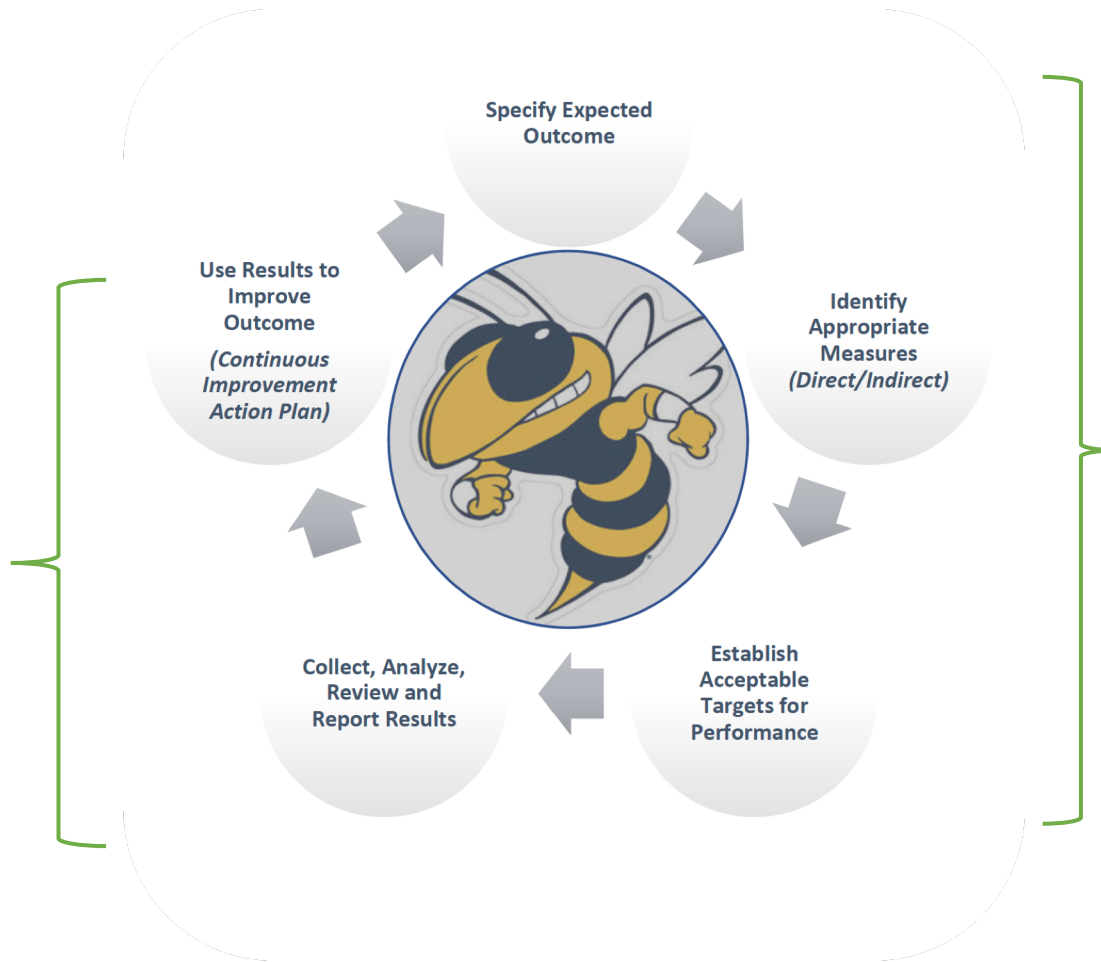 Specify Expected
Outcome
Identify
Appropriate
Measures
(Direct/Indirect)
Establish
Acceptable
Targets for
Performance
Collect, Analyze,
Review and
Report Results
Use Results to
Improve
Outcome
(Continuous
Improvement
Action Plan)